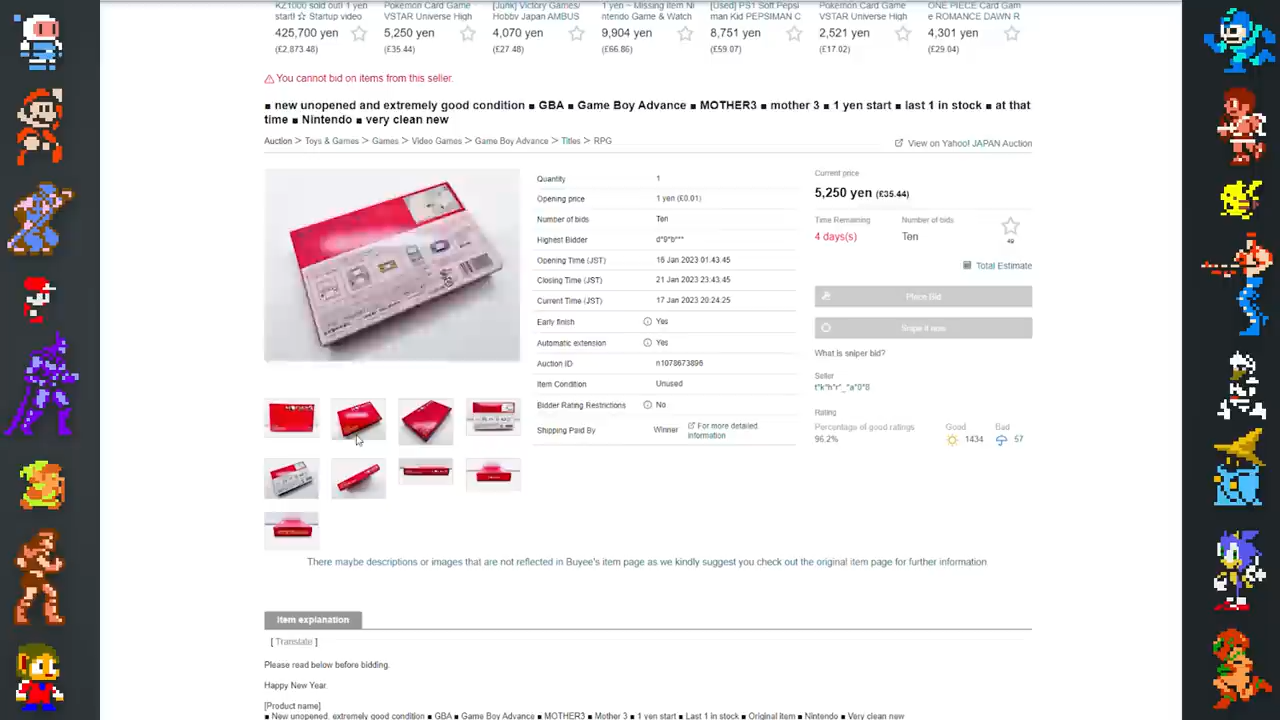 KZ1000 sold out! 1 yen
start! ☆ Startup video
425,700 yen
(£2,873.48)
Pokemon Card Game
VSTAR Universe High
5,250 yen
(£35.44)
[Junk] Victory Games/
Hobby Japan AMBUS
4,070 yen
(£27.48)
1 yen ~ Missing item Ni
ntendo Game & Watch
9,904 yen
(£66.86)
[Used] PS1 Soft Pepsi
man Kid PEPSIMAN C
8,751 yen
(£59.07)
Pokemon Card Game
VSTAR Universe High
2,521 yen
(£17.02)
ONE PIECE Card Gam
e ROMANCE DAWN R
4,301 yen
(£29.04)
You cannot bid on items from this seller.
■ new unopened and extremely good condition ■ GBA ■ Game Boy Advance ■ MOTHER3 ■ mother 3 ■ 1 yen start ■ last 1 in stock ■ at that
time ■ Nintendo ■ very clean new
Auction > Toys & Games > Games > Video Games > Game Boy Advance > Titles > RPG
View on Yahoo! JAPAN Auction
Quantity 1
Opening price 1 yen (£0.01)
Number of bids Ten
Highest Bidder d*9*b***
Opening Time (JST) 16 Jan 2023 01:43:45
Closing Time (JST) 21 Jan 2023 23:43:45
Current Time (JST) 17 Jan 2023 20:24:25
Early finish Yes
Automatic extension Yes
Auction ID n1078673896
Item Condition Unused
Bidder Rating Restrictions No
Shipping Paid By Winner For more detailed
information
Current price
5,250 yen (£35.44)
Time Remaining
4 days(s)
Number of bids
Ten
49
Total Estimate
Place Bid
Snipe it now
What is sniper bid?
Seller
t*k*h*r*_*a*0*8
Rating
Percentage of good ratings
96.2%
Good
1434
Bad
57
There maybe descriptions or images that are not reflected in Buyee's item page as we kindly suggest you check out the original item page for further information
Item explanation
[ Translate ]
Please read below before bidding.
Happy New Year.
[Product name]
■ New unopened, extremely good condition ■ GBA ■ Game Boy Advance ■ MOTHER3 ■ Mother 3 ■ 1 yen start ■ Last 1 in stock ■ Original item ■ Nintendo ■ Very clean new